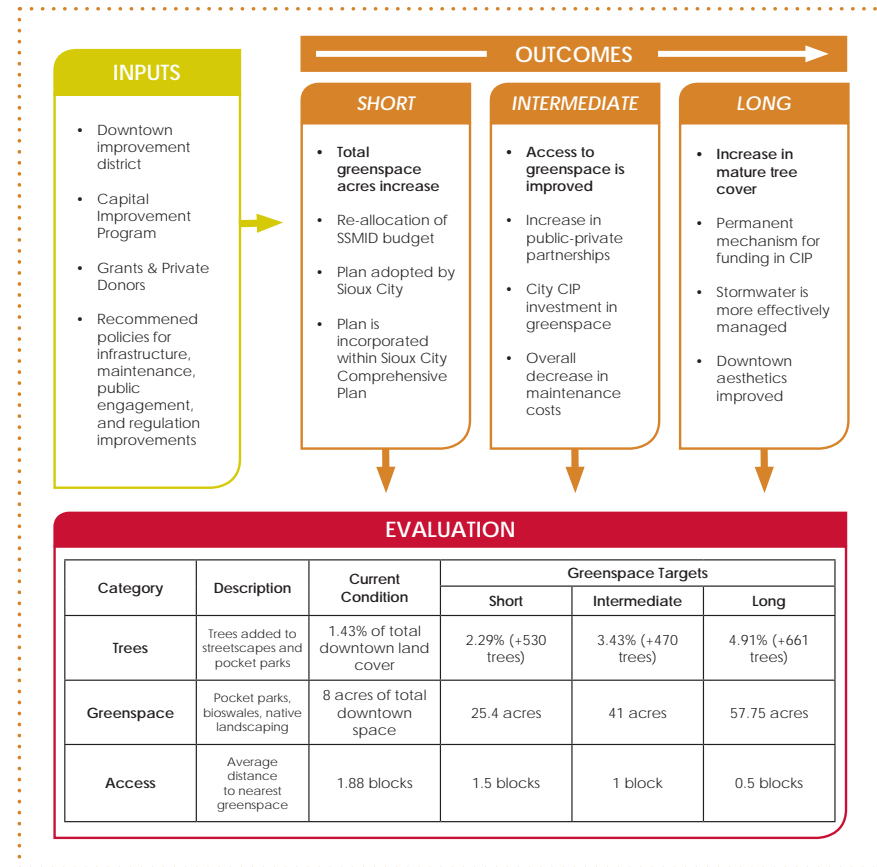 INPUTS
• Downtown
improvement
district
• Capital
Improvement
Program
• Grants & Private
Donors
• Recommened
policies for
infrastructure,
maintenance,
public
engagement,
and regulation
improvements
OUTCOMES
SHORT
• Total
greenspace
acres increase
• Re-allocation of
SSMID budget
• Plan adopted by
Sioux City
• Plan is
incorporated
within Sioux City
Comprehensive
Plan
INTERMEDIATE
• Access to
greenspace is
improved
• Increase in
public-private
partnerships
• City CIP
investment in
greenspace
• Overall
decrease in
maintenance
costs
LONG
• Increase in
mature tree
cover
• Permanent
mechanism for
funding in CIP
• Stormwater is
more effectively
managed
• Downtown
aesthetics
improved
EVALUATION
Category
Description
Current
Condition
Greenspace Targets
Short
Intermediate
Long
Trees
Trees added to
streetscapes and
pocket parks
1.43% of total
downtown land
cover
2.29% (+530
trees)
3.43% (+470
trees)
4.91% (+661
trees)
Greenspace
Pocket parks,
bioswales, native
landscaping
8 acres of total
downtown
space
25.4 acres
41 acres
57.75 acres
Access
Average
distance
to nearest
greenspace
1.88 blocks
1.5 blocks
1 block
0.5 blocks